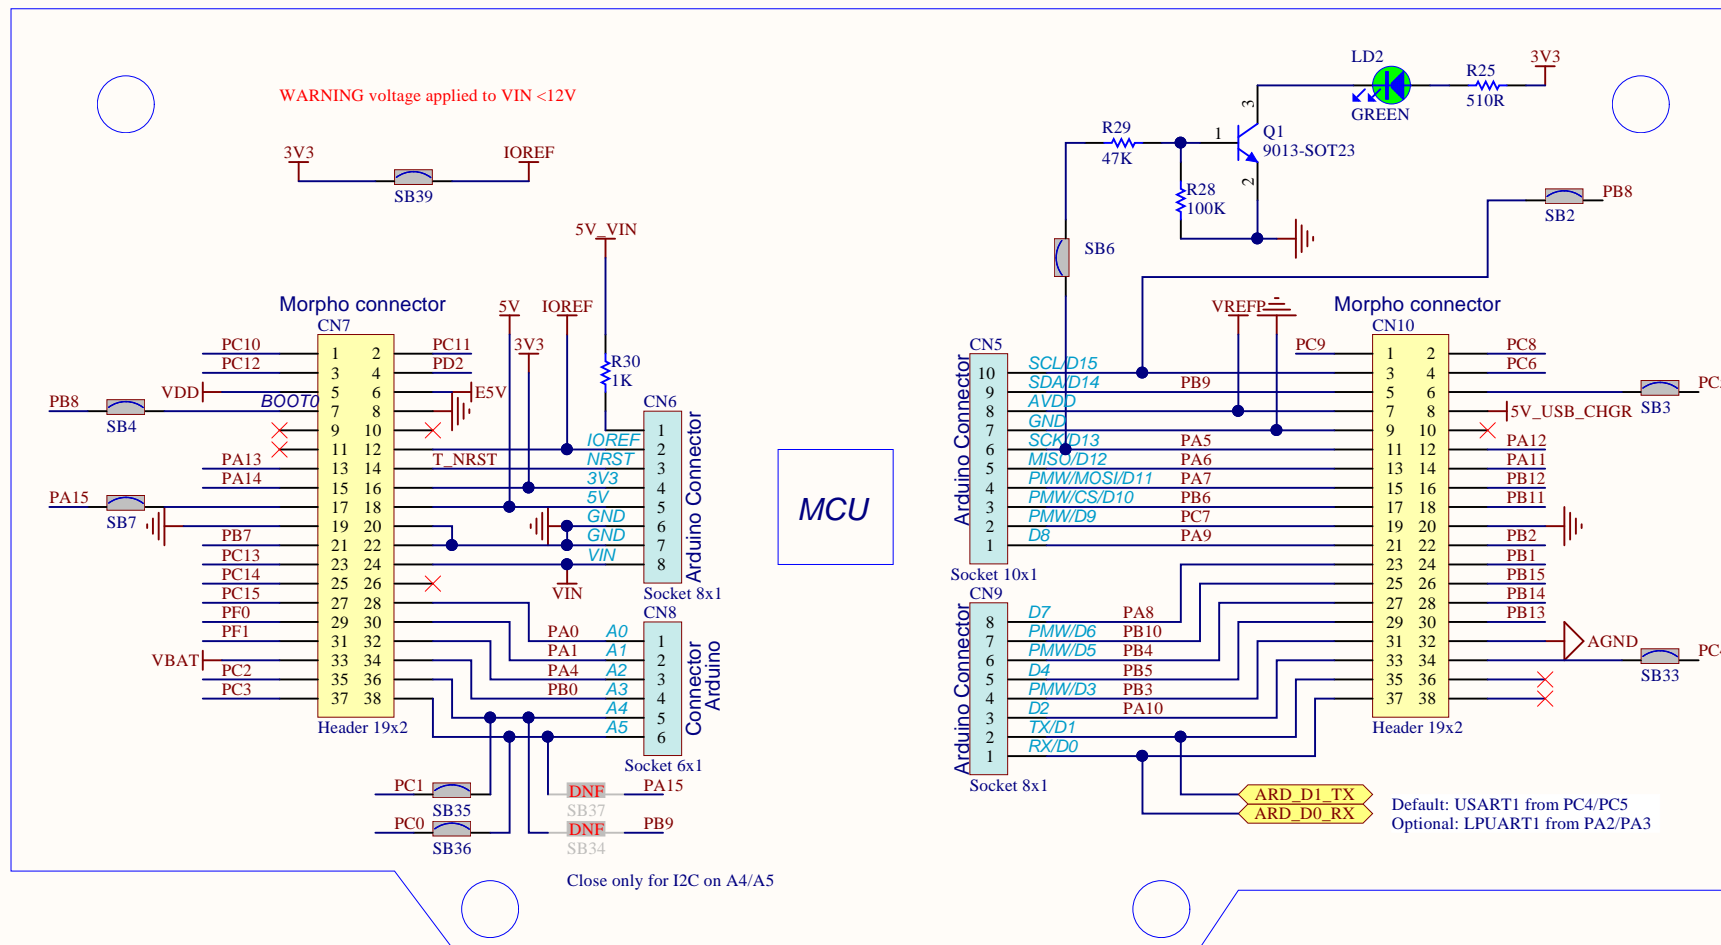 WARNING voltage applied to VIN <12V
3V3
IOREF
SB39
5V_VIN
R30
1K
5V
IOREF
3V3
Morpho connector
CN7
PC10 1 2 PC11
PC12 3 4 PD2
VDD 5 6 E5V
PB8 SB4 BOOT0 7 8
9 10
11 12
PA13 13 14 T_NRST
PA14 15 16
PA15 SB7 17 18
19 20
PB7 21 22
PC13 23 24
PC14 25 26
PC15 27 28
PF0 29 30
PF1 31 32
VBAT 33 34
PC2 35 36
PC3 37 38
Header 19x2
CN6
1
IOREF 2
NRST 3
3V3 4
5V 5
GND 6
GND 7
VIN 8
VIN
Arduino Connector
Socket 8x1
CN8
PA0 A0 1
PA1 A1 2
PA4 A2 3
PB0 A3 4
A4 5
A5 6
Connector
Arduino
Socket 6x1
PC1 SB35
PC0 SB36
DNF SB37 PA15
DNF SB34 PB9
Close only for I2C on A4/A5
MCU
LD2
GREEN
R25
510R
3V3
R29
47K
1
3
2
Q1
9013-SOT23
R28
100K
SB6
SB2
PB8
VREFP
CN5
10 SCL/D15
9 SDA/D14 PB9
8 AVDD
7 GND
6 SCK/D13 PA5
5 MISO/D12 PA6
4 PMW/MOSI/D11 PA7
3 PMW/CS/D10 PB6
2 PMW/D9 PC7
1 D8 PA9
Arduino Connector
Socket 10x1
CN9
8 D7 PA8
7 PMW/D6 PB10
6 PMW/D5 PB4
5 D4 PB5
4 PMW/D3 PB3
3 D2 PA10
2 TX/D1
1 RX/D0
Arduino Connector
Socket 8x1
Morpho connector
CN10
PC9 1 2 PC8
3 4 PC6
5 6 SB3
7 8 5V_USB_CHGR
9 10
11 12 PA12
13 14 PA11
15 16 PB12
17 18 PB11
19 20
21 22 PB2
23 24 PB1
25 26 PB15
27 28 PB14
29 30 PB13
31 32 AGND
33 34 SB33
35 36
37 38
Header 19x2
ARD_D1_TX
ARD_D0_RX
Default: USART1 from PC4/PC5
Optional: LPUART1 from PA2/PA3